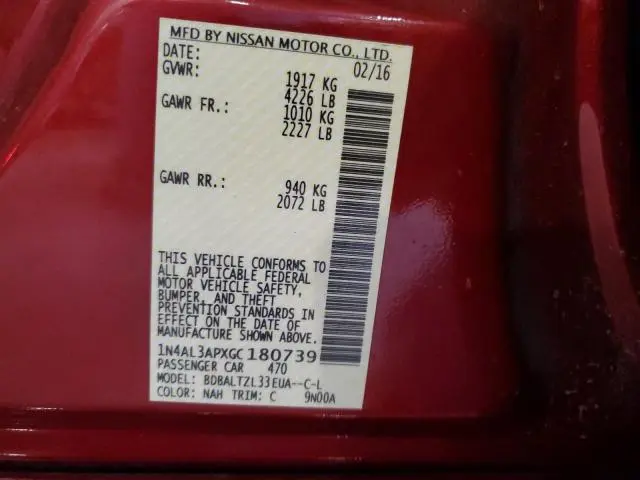 MFD BY NISSAN MOTOR CO., LTD.
DATE: 02/16
GVWR: 1917 KG
4226 LB
GAWR FR.: 1010 KG
2227 LB
GAWR RR.: 940 KG
2072 LB
THIS VEHICLE CONFORMS TO
ALL APPLICABLE FEDERAL
MOTOR VEHICLE SAFETY,
BUMPER, AND THEFT
PREVENTION STANDARDS IN
EFFECT ON THE DATE OF
MANUFACTURE SHOWN ABOVE.
1N4AL3APXGC180739
PASSENGER CAR 470
MODEL: BDBALTZL33EUA--C-L
COLOR: NAH TRIM: C 9N00A